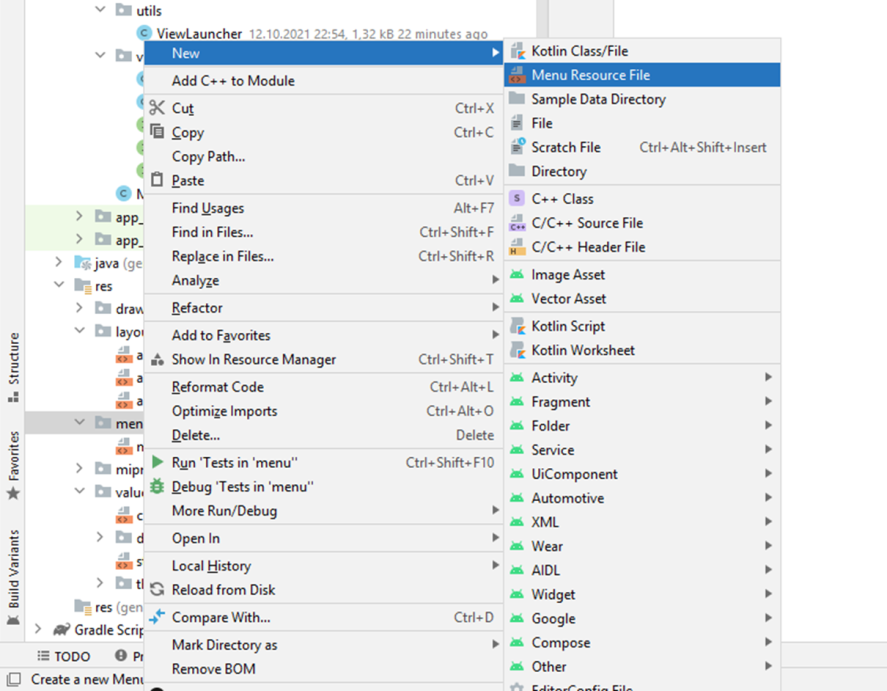 utils
ViewLauncher 12.10.2021 22:54, 1,32 kB 22 minutes ago
New
Add C++ to Module
Cut Ctrl+X
Copy Ctrl+C
Copy Path...
Paste Ctrl+V
Find Usages Alt+F7
Find in Files... Ctrl+Shift+F
Replace in Files... Ctrl+Shift+R
Analyze
Refactor
Add to Favorites
Show In Resource Manager Ctrl+Shift+T
Reformat Code Ctrl+Alt+L
Optimize Imports Ctrl+Alt+O
Delete... Delete
Run 'Tests in 'menu'' Ctrl+Shift+F10
Debug 'Tests in 'menu''
More Run/Debug
Open In
Local History
Reload from Disk
Compare With... Ctrl+D
Mark Directory as
Remove BOM
Kotlin Class/File
Menu Resource File
Sample Data Directory
File
Scratch File Ctrl+Alt+Shift+Insert
Directory
C++ Class
C/C++ Source File
C/C++ Header File
Image Asset
Vector Asset
Kotlin Script
Kotlin Worksheet
Activity
Fragment
Folder
Service
UiComponent
Automotive
XML
Wear
AIDL
Widget
Google
Compose
Other
EditorConfig File
app_
app_
java (ge
res
draw
layou
men
mipr
value
res (gen
Gradle Scrip
Structure
Favorites
Build Variants
TODO
Create a new Menu